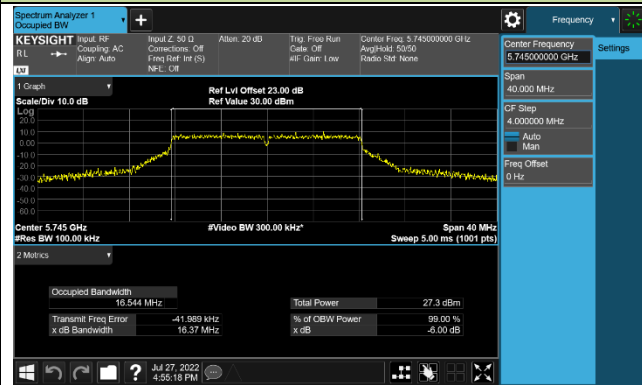 Spectrum Analyzer 1
Occupied BW
Frequency
KEYSIGHT
RL
LXI
Input: RF
Coupling: AC
Align: Auto
Input Z: 50 Ω
Corrections: Off
Freq Ref: Int (S)
NFE: Off
Atten: 20 dB
Trig: Free Run
Gate: Off
#IF Gain: Low
Center Freq: 5.745000000 GHz
Avg|Hold: 50/50
Radio Std: None
Center Frequency
5.745000000 GHz
Settings
Span
40.000 MHz
CF Step
4.000000 MHz
Auto
Man
Freq Offset
0 Hz
1 Graph
Scale/Div 10.0 dB
Ref Lvl Offset 23.00 dB
Ref Value 30.00 dBm
Log
20.0
10.0
0.00
-10.0
-20.0
-30.0
-40.0
-50.0
-60.0
Center 5.745 GHz
#Res BW 100.00 kHz
#Video BW 300.00 kHz*
Span 40 MHz
Sweep 5.00 ms (1001 pts)
2 Metrics
Occupied Bandwidth
16.544 MHz
Total Power 27.3 dBm
Transmit Freq Error -41.989 kHz
% of OBW Power 99.00 %
x dB Bandwidth 16.37 MHz
x dB -6.00 dB
?
Jul 27, 2022
4:55:18 PM